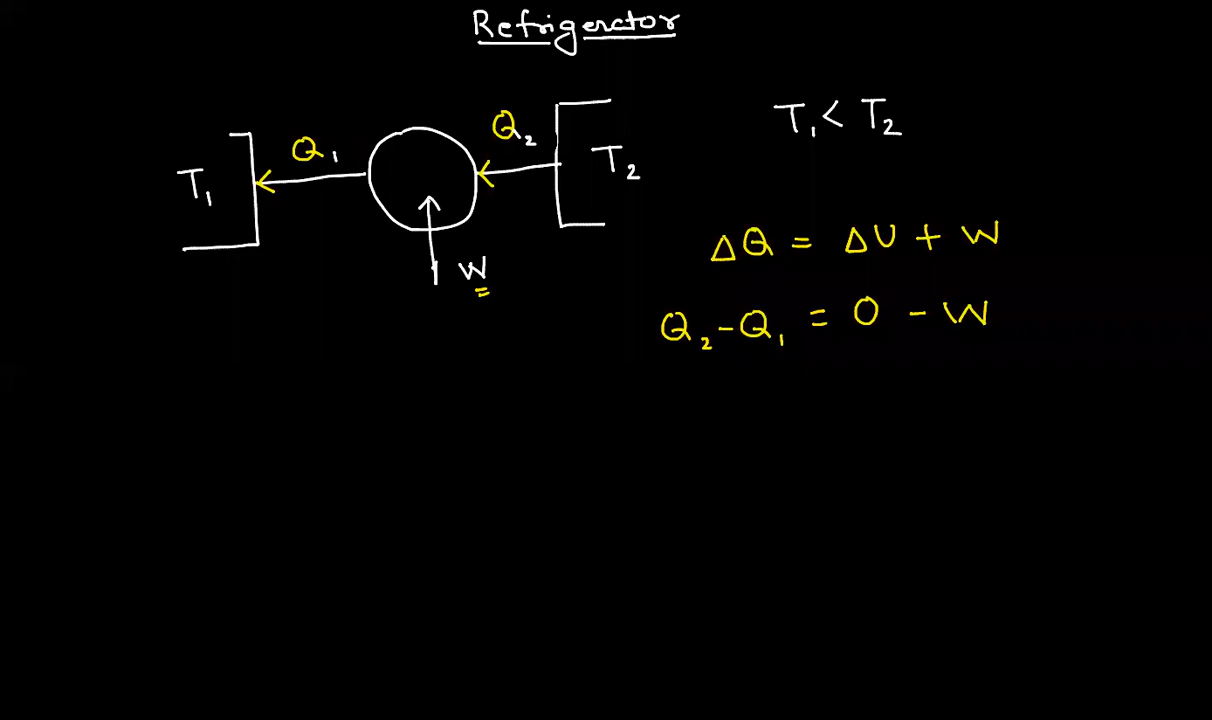 Refrigerator
Q₁
Q₂
T₁
T₂
W
T₁ < T₂
ΔQ = ΔU + W
Q₂ - Q₁ = 0 - W